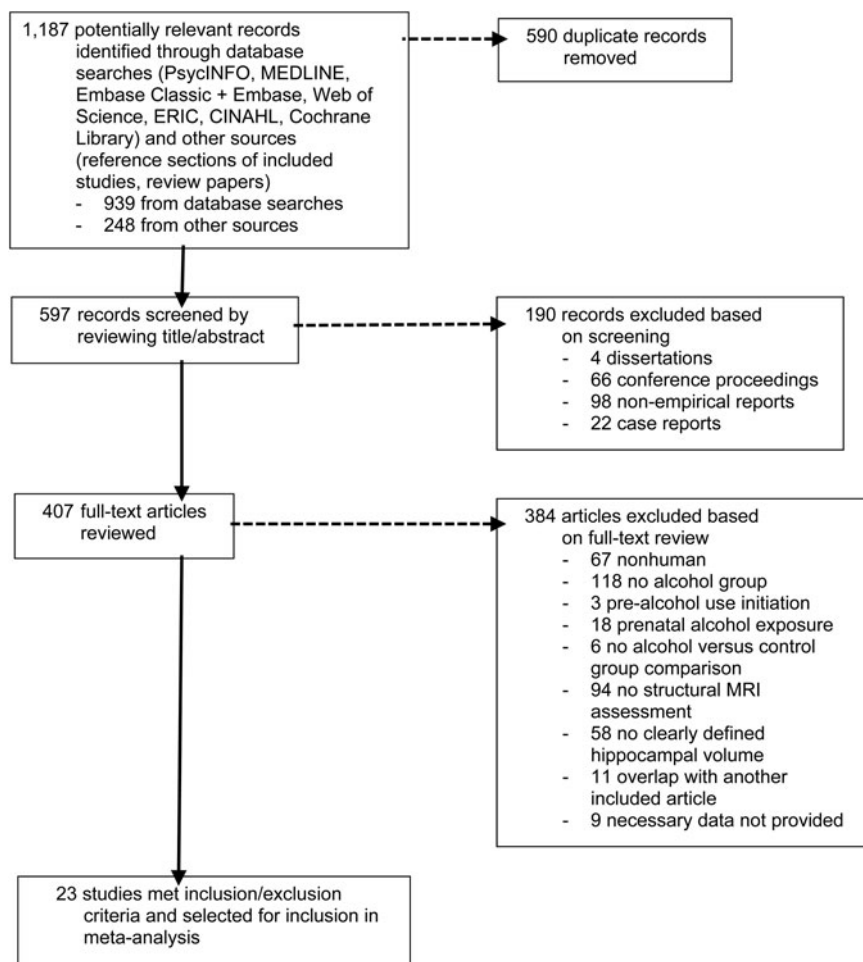 1,187 potentially relevant records
identified through database
searches (PsycINFO, MEDLINE,
Embase Classic + Embase, Web of
Science, ERIC, CINAHL, Cochrane
Library) and other sources
(reference sections of included
studies, review papers)
- 939 from database searches
- 248 from other sources
590 duplicate records
removed
597 records screened by
reviewing title/abstract
190 records excluded based
on screening
- 4 dissertations
- 66 conference proceedings
- 98 non-empirical reports
- 22 case reports
407 full-text articles
reviewed
384 articles excluded based
on full-text review
- 67 nonhuman
- 118 no alcohol group
- 3 pre-alcohol use initiation
- 18 prenatal alcohol exposure
- 6 no alcohol versus control
group comparison
- 94 no structural MRI
assessment
- 58 no clearly defined
hippocampal volume
- 11 overlap with another
included article
- 9 necessary data not provided
23 studies met inclusion/exclusion
criteria and selected for inclusion in
meta-analysis